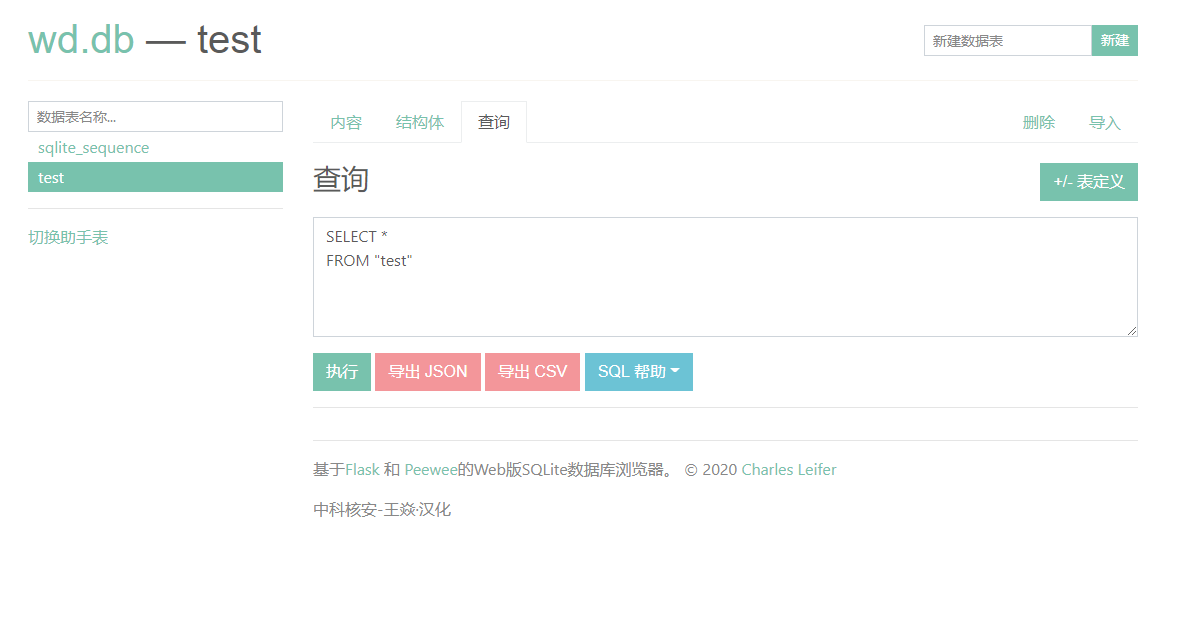 wd.db — test
新建数据表 新建
数据表名称...
sqlite_sequence
test
切换助手表
内容 结构体 查询 删除 导入
查询
+/- 表定义
SELECT *
FROM "test"
执行 导出 JSON 导出 CSV SQL 帮助
基于Flask 和 Peewee的Web版SQLite数据库浏览器。 © 2020 Charles Leifer
中科核安-王焱·汉化